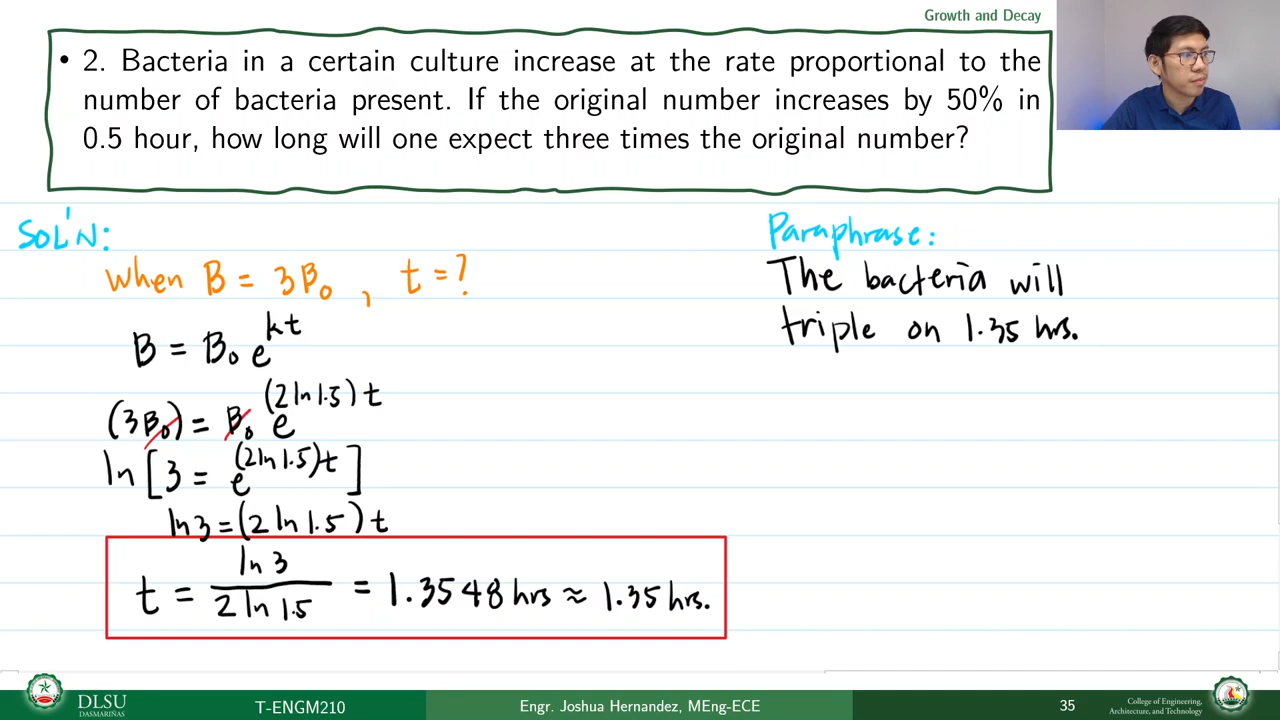 Growth and Decay
• 2. Bacteria in a certain culture increase at the rate proportional to the
number of bacteria present. If the original number increases by 50% in
0.5 hour, how long will one expect three times the original number?
SOL'N:
when B = 3B₀ , t = ?
B = B₀ e^{kt}
(3B₀) = B₀ e^{(2 ln 1.5) t}
ln [3 = e^{(2 ln 1.5) t}]
ln 3 = (2 ln 1.5) t
t = ln 3 / 2 ln 1.5 = 1.3548 hrs ≈ 1.35 hrs.
Paraphrase:
The bacteria will
triple on 1.35 hrs.
DLSU
DASMARIÑAS
T-ENGM210
Engr. Joshua Hernandez, MEng-ECE
35
College of Engineering,
Architecture, and Technology